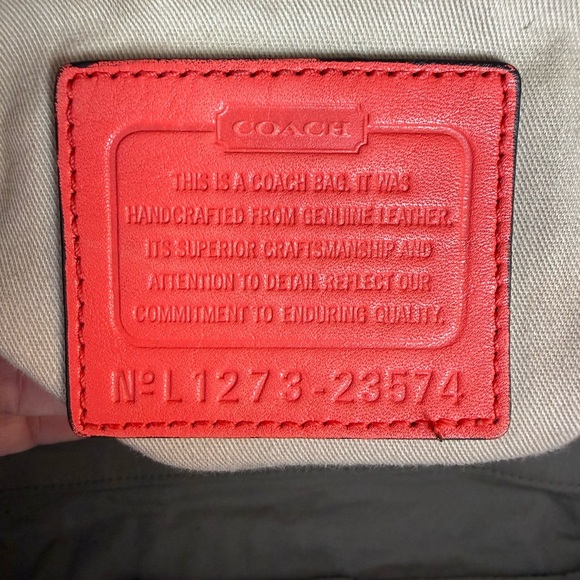 COACH
THIS IS A COACH BAG. IT WAS
HANDCRAFTED FROM GENUINE LEATHER.
ITS SUPERIOR CRAFTSMANSHIP AND
ATTENTION TO DETAIL REFLECT OUR
COMMITMENT TO ENDURING QUALITY.
Nº L1273-23574